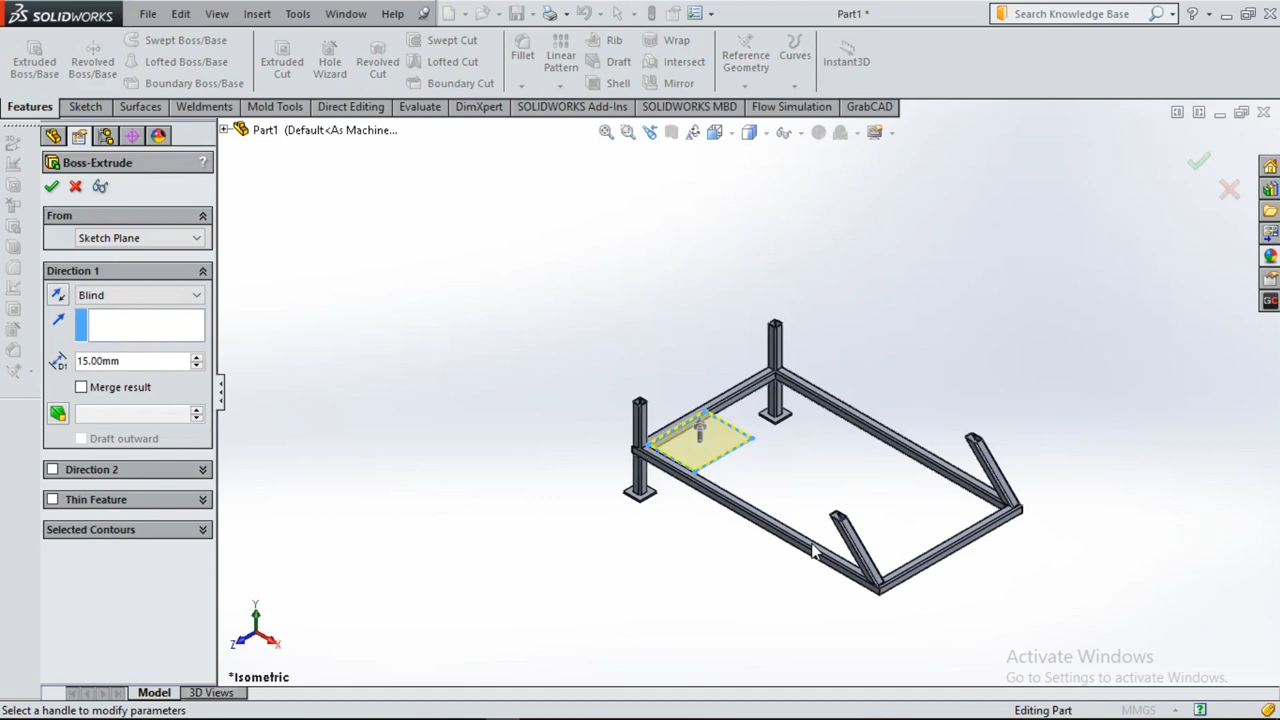 SOLIDWORKS File Edit View Insert Tools Window Help Part1 * Search Knowledge Base
Extruded Boss/Base
Swept Boss/Base
Lofted Boss/Base
Boundary Boss/Base
Extruded Cut
Hole Wizard
Revolved Cut
Swept Cut
Lofted Cut
Boundary Cut
Fillet
Linear Pattern
Rib
Draft
Shell
Wrap
Intersect
Mirror
Reference Geometry
Curves
Instant3D
Features Sketch Surfaces Weldments Mold Tools Direct Editing Evaluate DimXpert SOLIDWORKS Add-Ins SOLIDWORKS MBD Flow Simulation GrabCAD
Part1 (Default<As Machine...
Boss-Extrude ?
From
Sketch Plane
Direction 1
Blind
D1 15.00mm
Merge result
Draft outward
Direction 2
Thin Feature
Selected Contours
Y
Z X
*Isometric
Activate Windows
Go to Settings to activate Windows.
Model 3D Views
Select a handle to modify parameters Editing Part MMGS